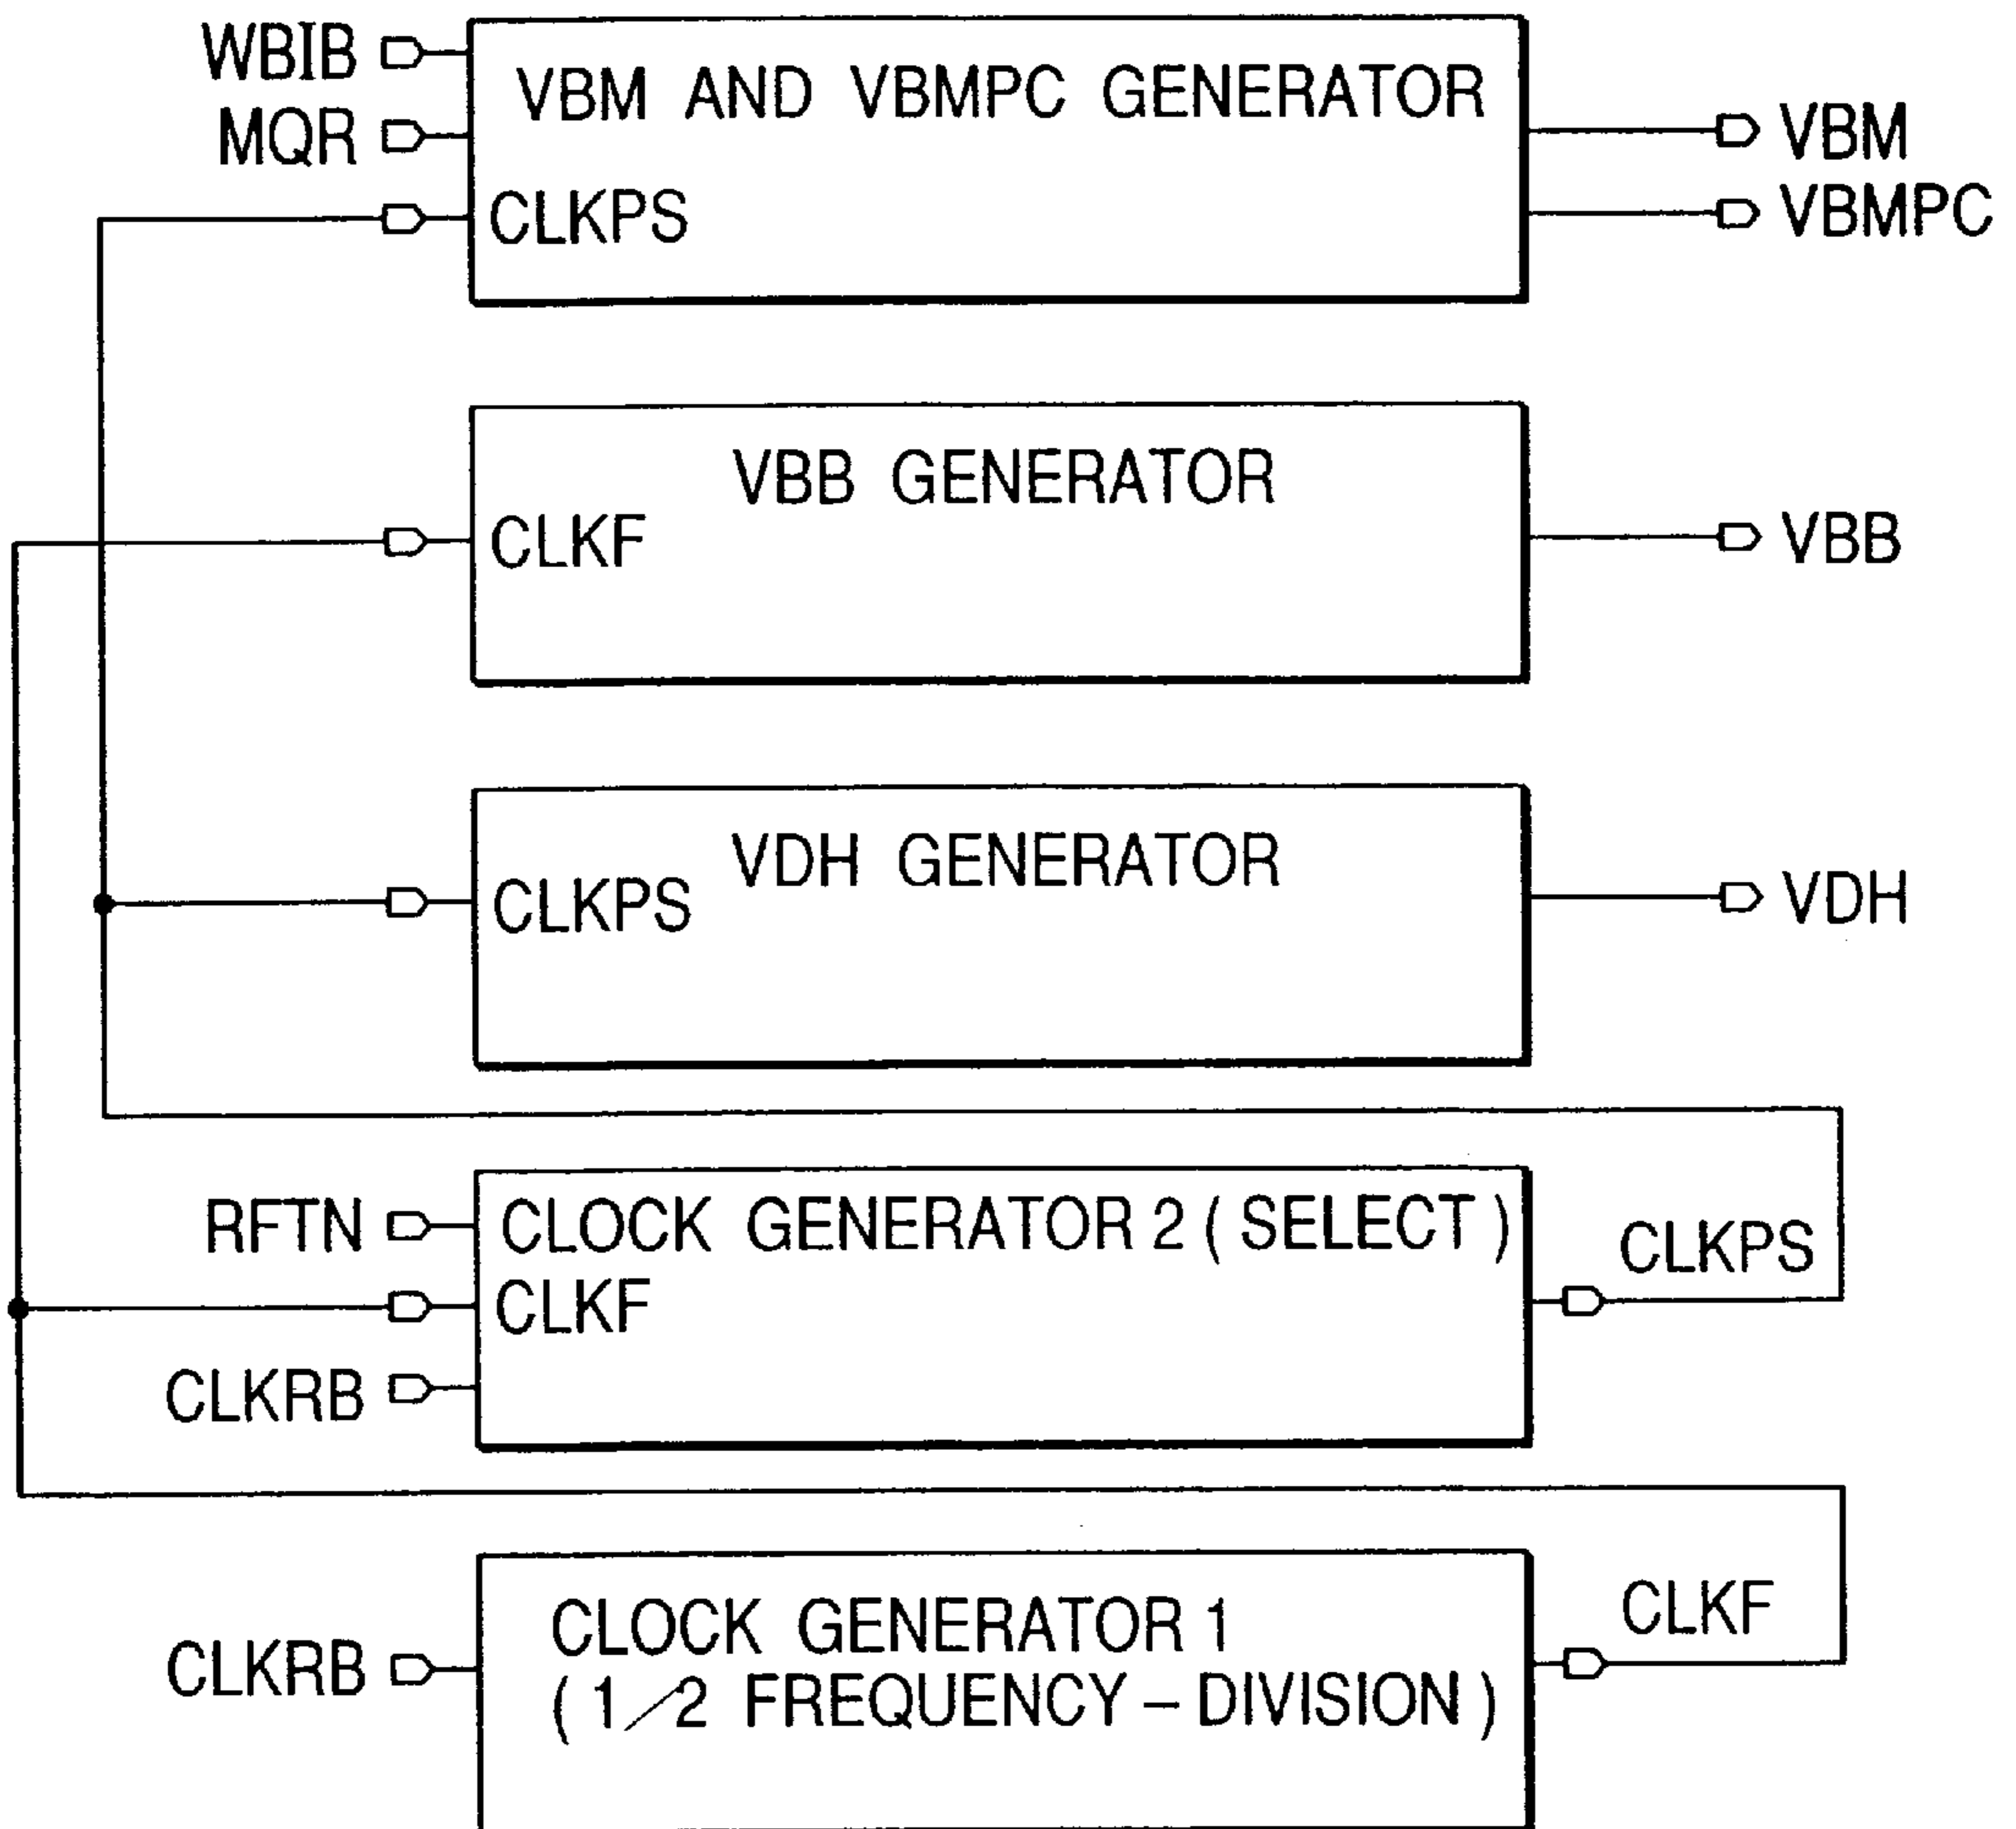 WBIB
VBM AND VBMPC GENERATOR
MQR
VBM
CLKPS
VBMPC
VBB GENERATOR
CLKF
VBB
VDH GENERATOR
CLKPS
VDH
RFTN
CLOCK GENERATOR 2 ( SELECT )
CLKPS
CLKF
CLKRB
CLOCK GENERATOR 1
CLKF
CLKRB
( 1/2 FREQUENCY – DIVISION )